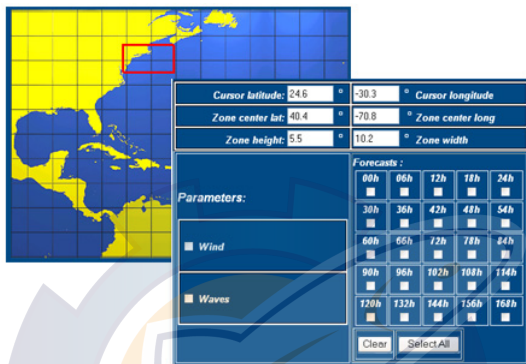 Cursor latitude: 24.6 ° -30.3 ° Cursor longitude
Zone center lat: 40.4 ° -70.8 ° Zone center long
Zone height: 5.5 ° 10.2 ° Zone width
Parameters:
Wind
Waves
Forecasts :
00h 06h 12h 18h 24h
30h 36h 42h 48h 54h
60h 66h 72h 78h 84h
90h 96h 102h 108h 114h
120h 132h 144h 156h 168h
Clear Select All